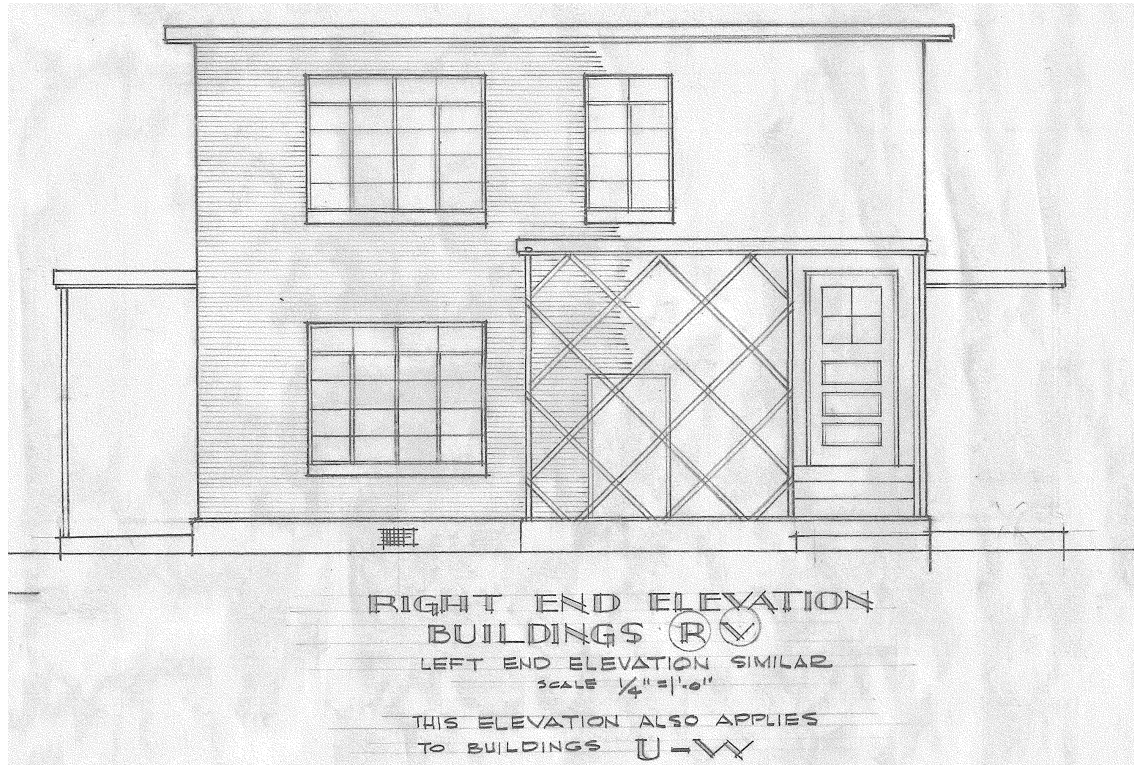 RIGHT END ELEVATION
BUILDINGS R V
LEFT END ELEVATION SIMILAR
SCALE 1/4" = 1'-0"
THIS ELEVATION ALSO APPLIES
TO BUILDINGS U-W